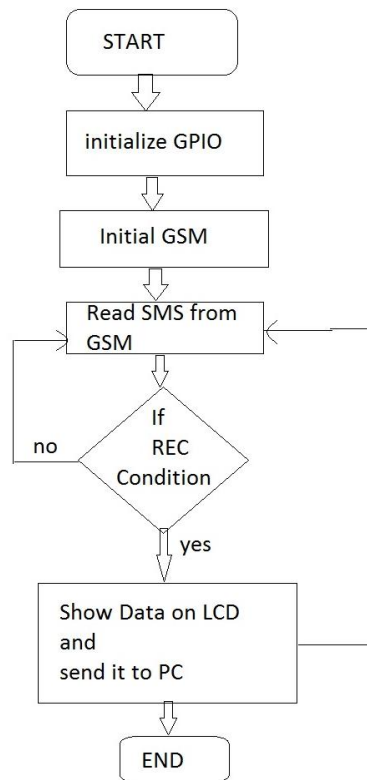 START
initialize GPIO
Initial GSM
Read SMS from
GSM
If
REC
Condition
no
yes
Show Data on LCD
and
send it to PC
END